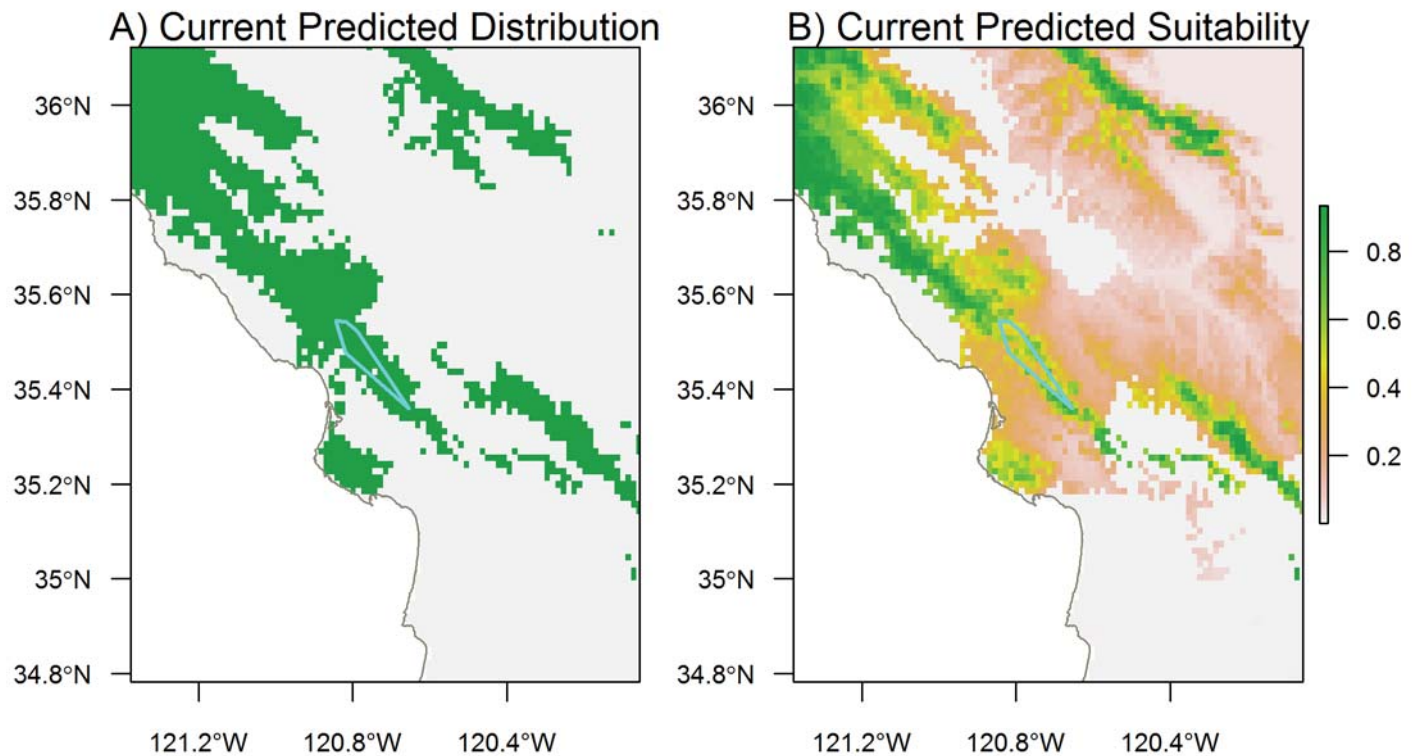 A) Current Predicted Distribution
B) Current Predicted Suitability
36°N
35.8°N
35.6°N
35.4°N
35.2°N
35°N
34.8°N
121.2°W 120.8°W 120.4°W
36°N
35.8°N
35.6°N
35.4°N
35.2°N
35°N
34.8°N
121.2°W 120.8°W 120.4°W
0.8
0.6
0.4
0.2